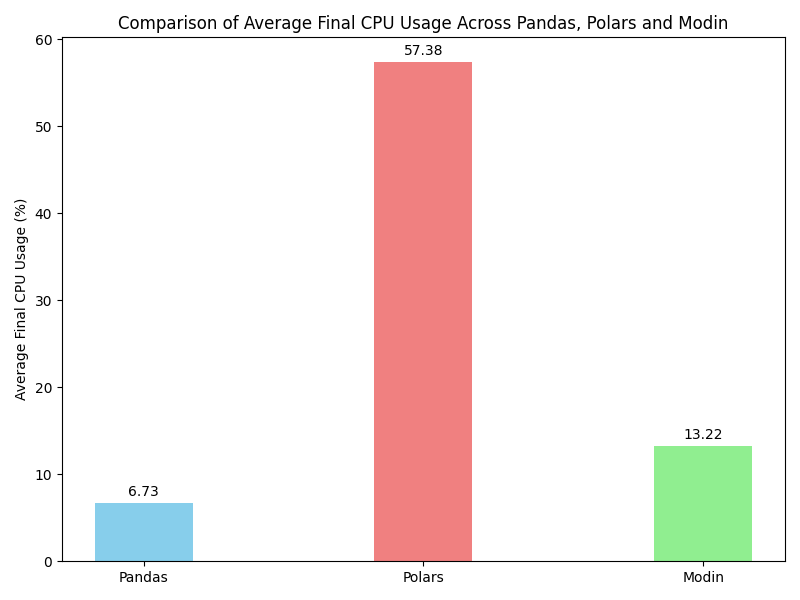 Comparison of Average Final CPU Usage Across Pandas, Polars and Modin
Average Final CPU Usage (%)
60
50
40
30
20
10
0
6.73
57.38
13.22
Pandas
Polars
Modin